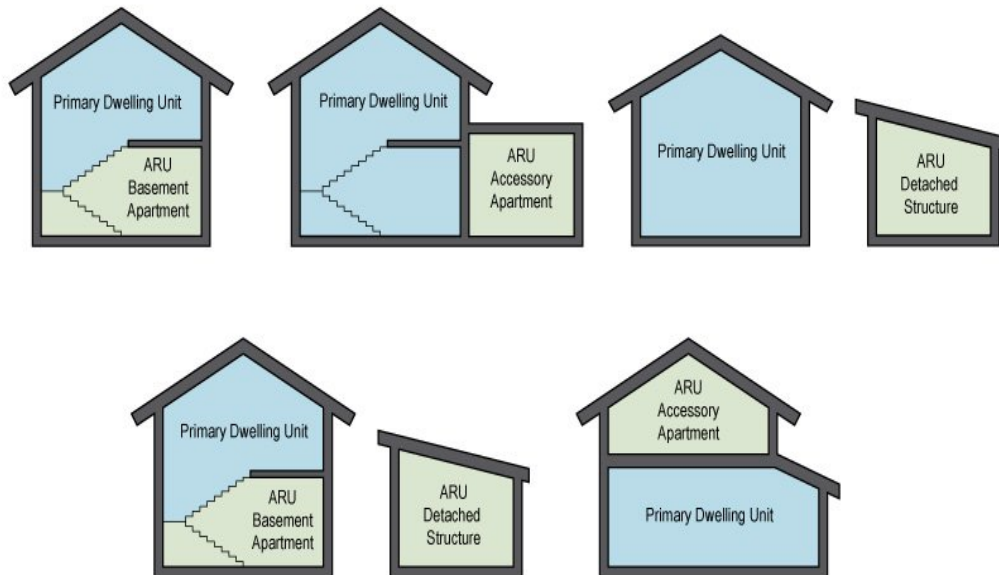 Primary Dwelling Unit
ARU
Basement
Apartment
Primary Dwelling Unit
ARU
Accessory
Apartment
Primary Dwelling Unit
ARU
Detached
Structure
Primary Dwelling Unit
ARU
Basement
Apartment
ARU
Detached
Structure
ARU
Accessory
Apartment
Primary Dwelling Unit